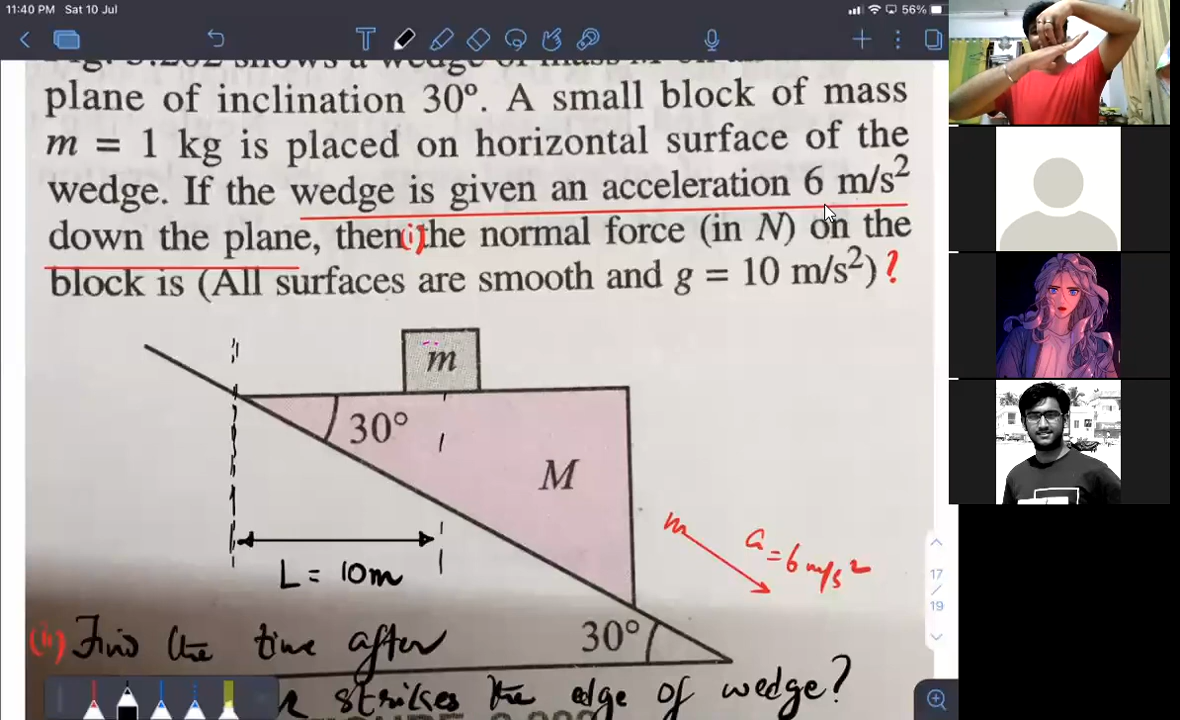 11:40 PM Sat 10 Jul
56%
plane of inclination 30°. A small block of mass
m = 1 kg is placed on horizontal surface of the
wedge. If the wedge is given an acceleration 6 m/s²
down the plane, then (i) the normal force (in N) on the
block is (All surfaces are smooth and g = 10 m/s²) ?
m
30°
M
m
a = 6 m/s²
L = 10m
17
/
19
(ii) Find the time after
30°
strikes the edge of wedge?